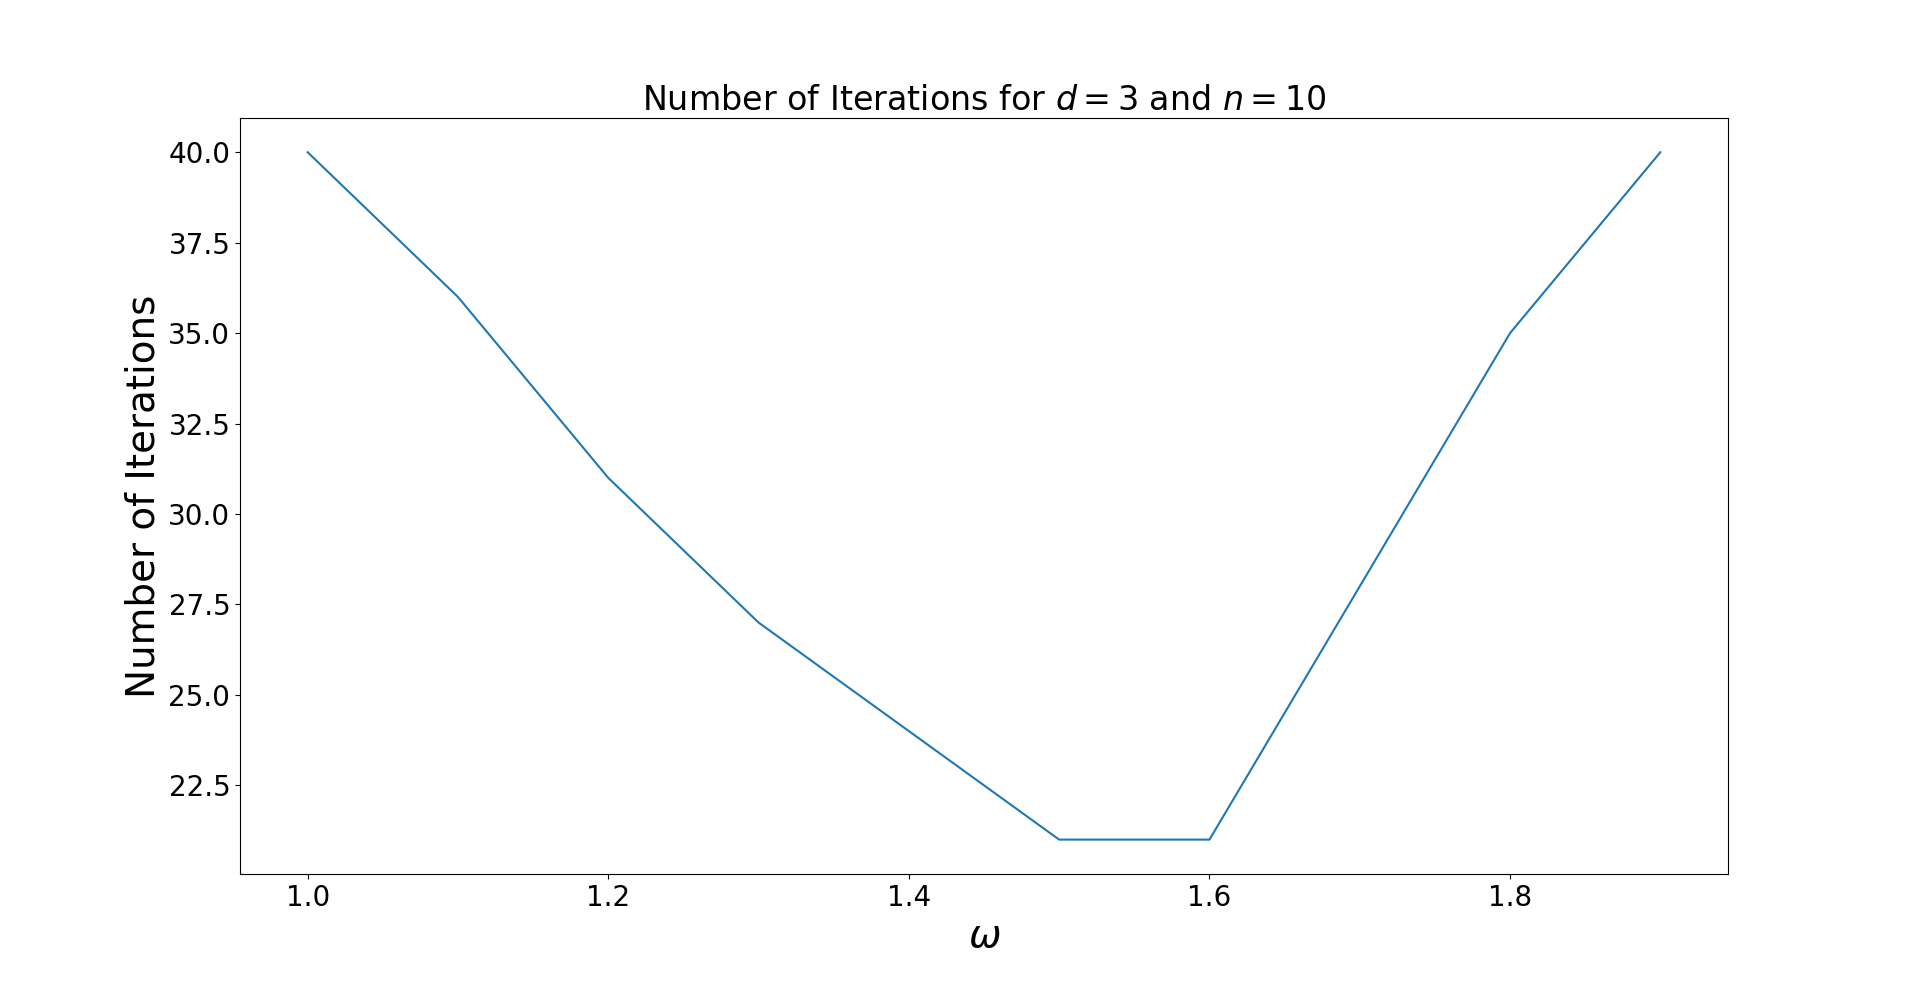 Number of Iterations for d = 3 and n = 10
Number of Iterations
40.0
37.5
35.0
32.5
30.0
27.5
25.0
22.5
1.0 1.2 1.4 1.6 1.8
ω